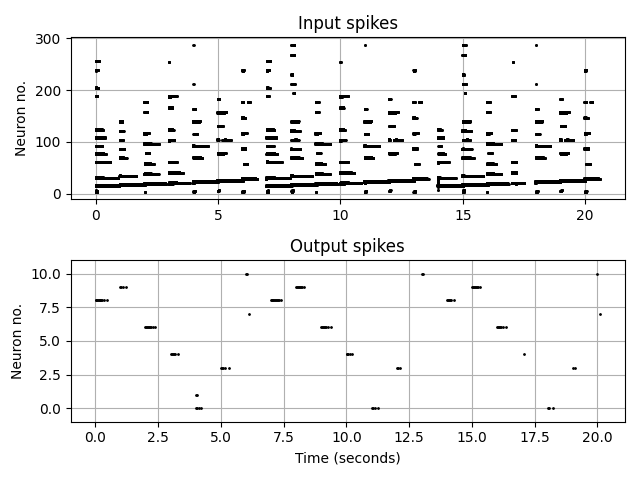 Input spikes
Neuron no.
300
200
100
0
0 5 10 15 20
Output spikes
Neuron no.
10.0
7.5
5.0
2.5
0.0
0.0 2.5 5.0 7.5 10.0 12.5 15.0 17.5 20.0
Time (seconds)